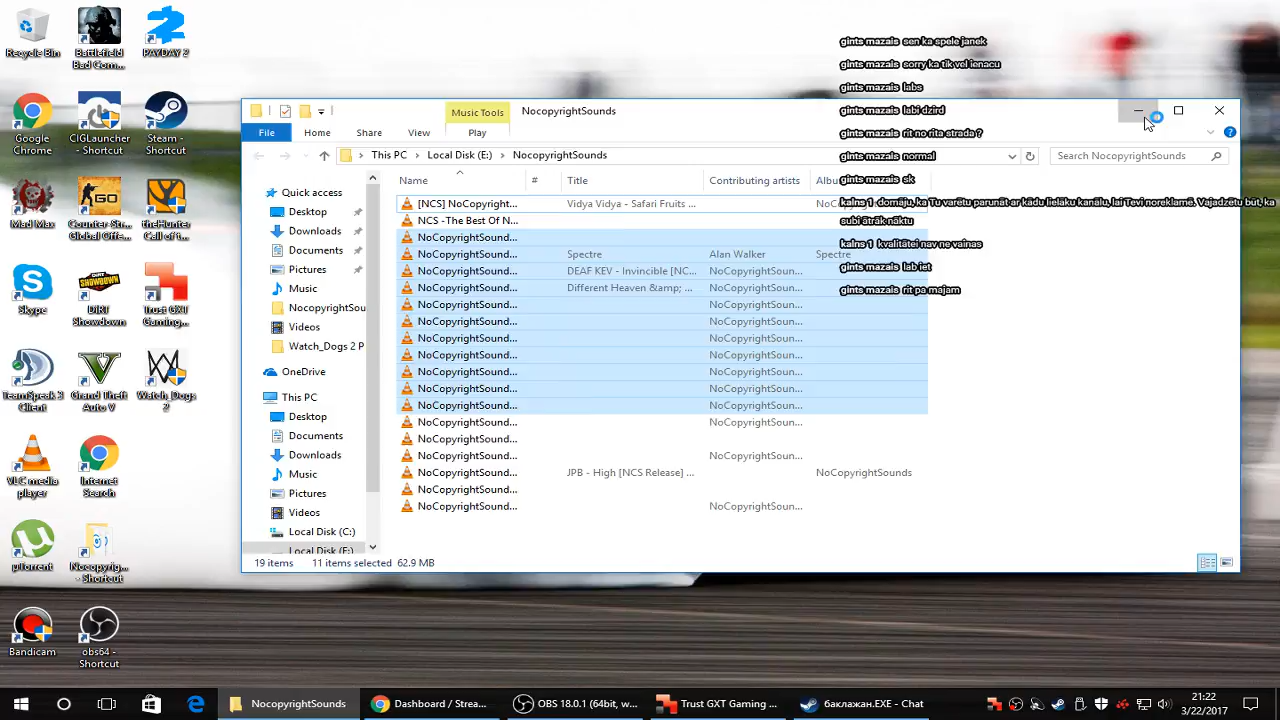 Recycle Bin
Battlefield
Bad Com...
PAYDAY 2
Google
Chrome
CIGLauncher
- Shortcut
Steam -
Shortcut
Mad Max
Counter-Str...
Global Offe...
theHunter
Call of t...
Skype
DiRT
Showdown
Trust GXT
Gaming...
TeamSpeak 3
Client
Grand Theft
Auto V
Watch_Dogs
2
VLC media
player
Internet
Search
µTorrent
Nocopyrig...
- Shortcut
Bandicam
obs64 -
Shortcut
Music Tools
NocopyrightSounds
File
Home
Share
View
Play
This PC
Local Disk (E:)
NocopyrightSounds
Search NocopyrightSounds
Quick access
Desktop
Downloads
Documents
Pictures
Music
NocopyrightSou
Videos
Watch_Dogs 2 P
OneDrive
This PC
Desktop
Documents
Downloads
Music
Pictures
Videos
Local Disk (C:)
Local Disk (E:)
Name # Title Contributing artists
[NCS] NoCopyright... Vidya Vidya - Safari Fruits ...
NCS -The Best Of N...
NoCopyrightSound...
NoCopyrightSound... Spectre Alan Walker Spectre
NoCopyrightSound... DEAF KEV - Invincible [NC... NoCopyrightSoun...
NoCopyrightSound... Different Heaven &amp; ... NoCopyrightSoun...
NoCopyrightSound... NoCopyrightSoun...
NoCopyrightSound... NoCopyrightSoun...
NoCopyrightSound... NoCopyrightSoun...
NoCopyrightSound... NoCopyrightSoun...
NoCopyrightSound... NoCopyrightSoun...
NoCopyrightSound... NoCopyrightSoun...
NoCopyrightSound... NoCopyrightSoun...
NoCopyrightSound... NoCopyrightSoun...
NoCopyrightSound...
NoCopyrightSound... NoCopyrightSoun...
NoCopyrightSound... JPB - High [NCS Release] ... NoCopyrightSounds
NoCopyrightSound...
NoCopyrightSound... NoCopyrightSoun...
19 items 11 items selected 62.9 MB
gints mazais sen ka spele janek
gints mazais sorry ka tik vel ienacu
gints mazais labs
gints mazais labi dzird
gints mazais rit no rita strada ?
gints mazais normal
gints mazais sk
kalns 1 domāju, ka Tu varētu parunāt ar kādu lielāku kanālu, lai Tevi noreklamē. Vajadzētu būt, ka
subi ātrāk nāktu
kalns 1 kvalitātei nav ne vainas
gints mazais lab iet
gints mazais rit pa majam
NocopyrightSounds
Dashboard / Strea...
OBS 18.0.1 (64bit, w...
Trust GXT Gaming ...
баклажан.EXE - Chat
21:22
3/22/2017